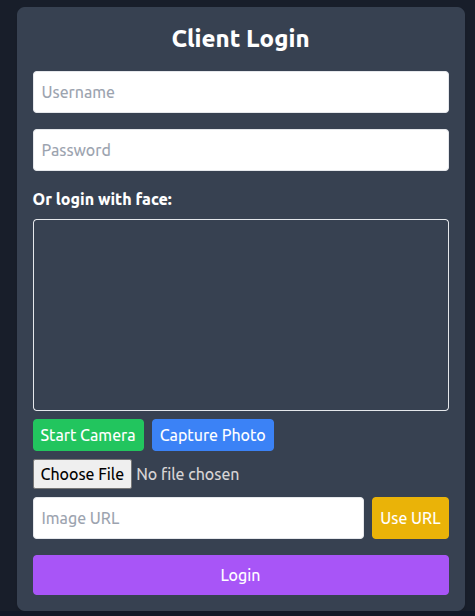 Client Login
Username
Password
Or login with face:
Start Camera Capture Photo
Choose File No file chosen
Image URL Use URL
Login